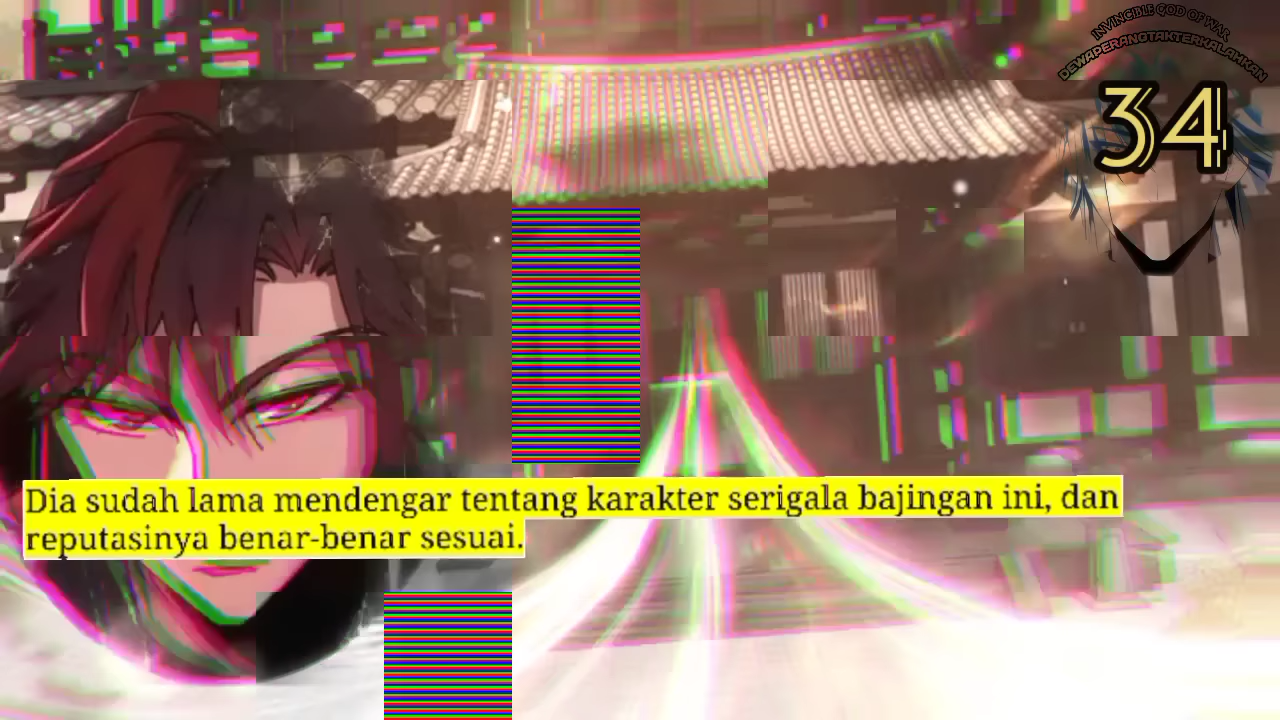 INVINCIBLE GOD OF WAR
DEWAPERANGTAKTERKALAHKAN
34
Dia sudah lama mendengar tentang karakter serigala bajingan ini, dan
reputasinya benar-benar sesuai.